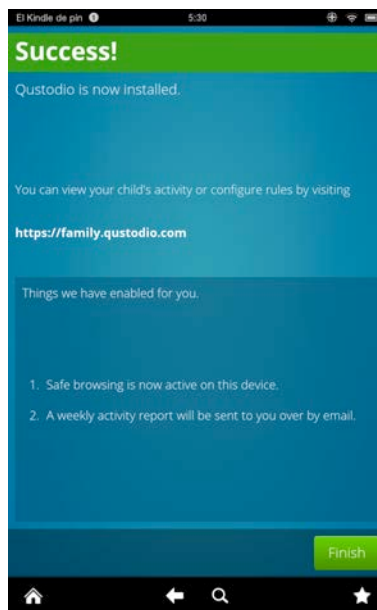 El Kindle de pin 1 5:30
Success!
Qustodio is now installed.
You can view your child's activity or configure rules by visiting
https://family.qustodio.com
Things we have enabled for you.
1. Safe browsing is now active on this device.
2. A weekly activity report will be sent to you over by email.
Finish